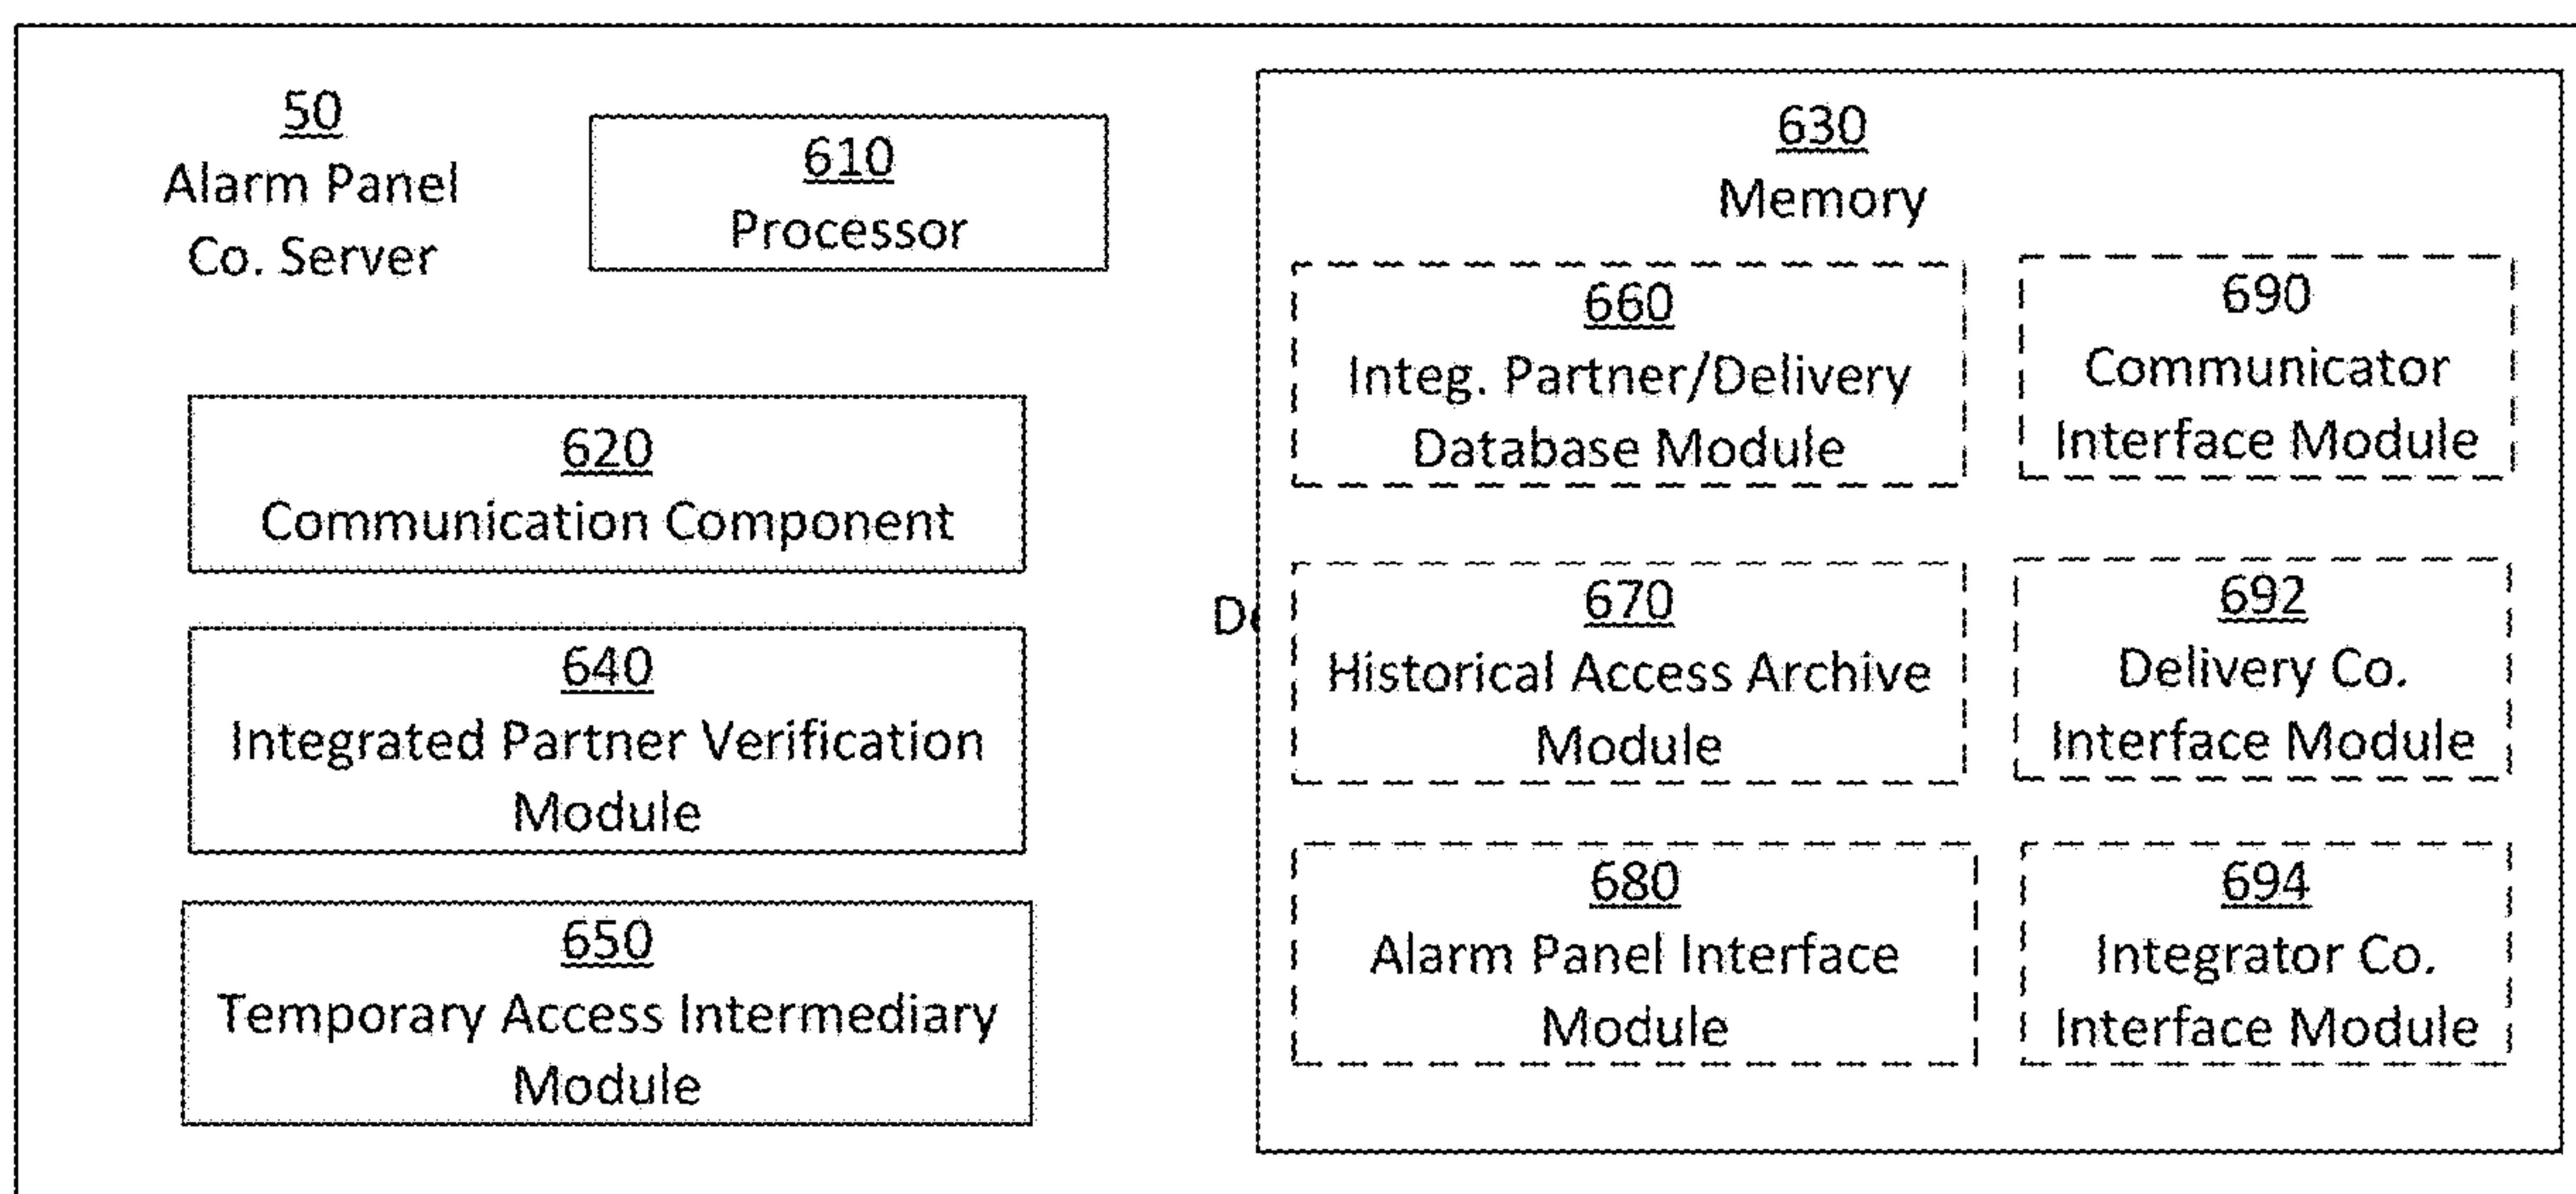 50
Alarm Panel
Co. Server
610
Processor
620
Communication Component
640
Integrated Partner Verification
Module
650
Temporary Access Intermediary
Module
630
Memory
660
Integ. Partner/Delivery
Database Module
690
Communicator
Interface Module
670
Historical Access Archive
Module
692
Delivery Co.
Interface Module
680
Alarm Panel Interface
Module
694
Integrator Co.
Interface Module